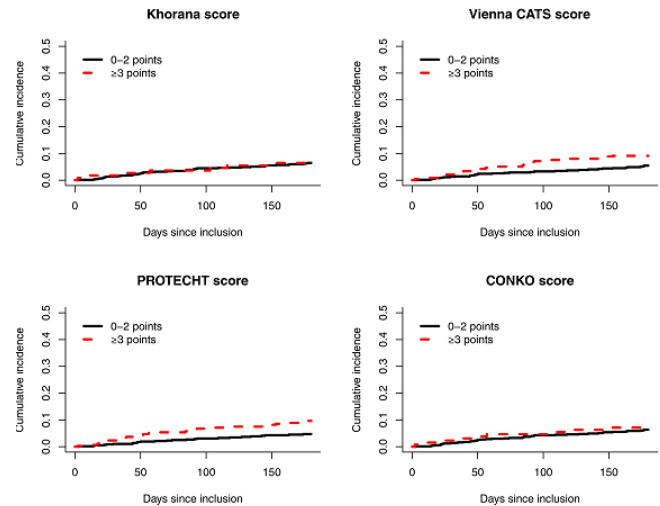 Khorana score
Cumulative incidence
0.5
0.4
0.3
0.2
0.1
0.0
0–2 points
≥3 points
0 50 100 150
Days since inclusion
Vienna CATS score
Cumulative incidence
0.5
0.4
0.3
0.2
0.1
0.0
0–2 points
≥3 points
0 50 100 150
Days since inclusion
PROTECHT score
Cumulative incidence
0.5
0.4
0.3
0.2
0.1
0.0
0–2 points
≥3 points
0 50 100 150
Days since inclusion
CONKO score
Cumulative incidence
0.5
0.4
0.3
0.2
0.1
0.0
0–2 points
≥3 points
0 50 100 150
Days since inclusion